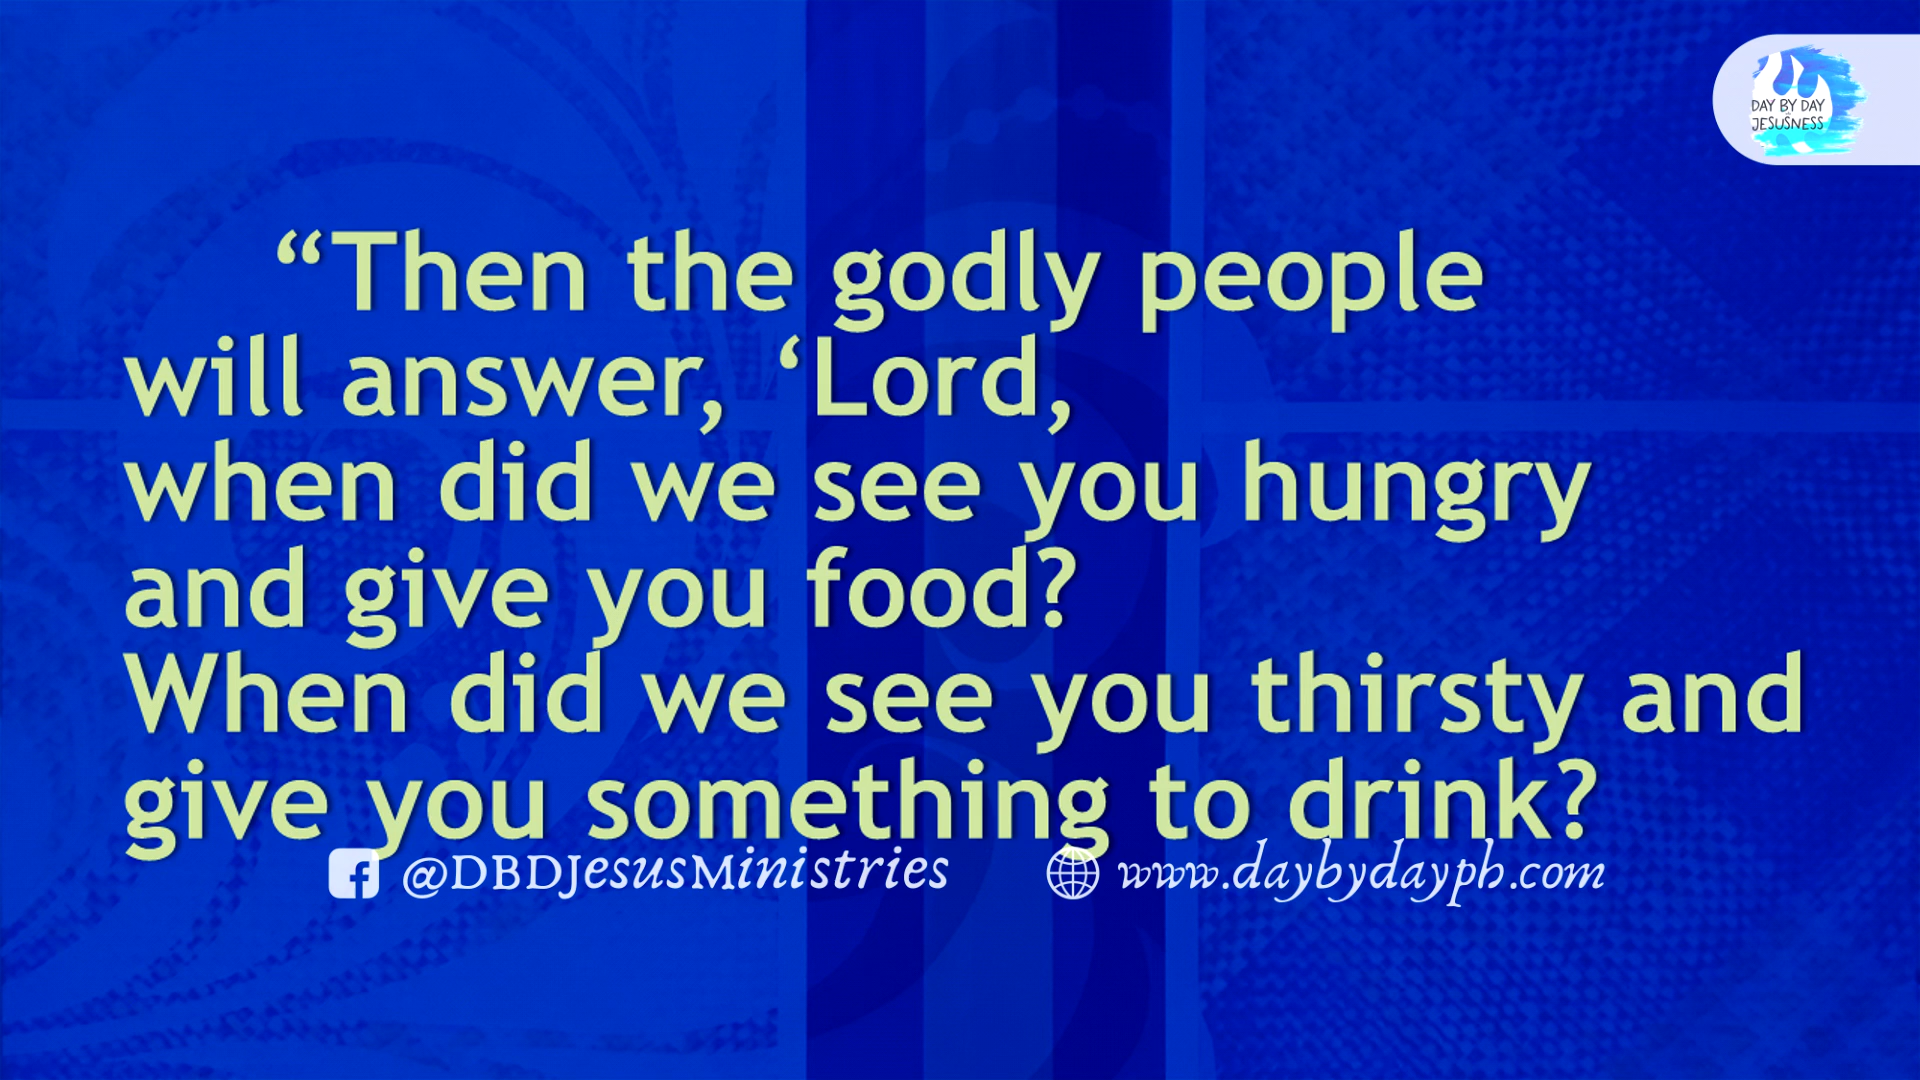 DAY BY DAY
JESUSNESS
“Then the godly people
will answer, ‘Lord,
when did we see you hungry
and give you food?
When did we see you thirsty and
give you something to drink?
@DBDJesusMinistries
www.daybydayph.com